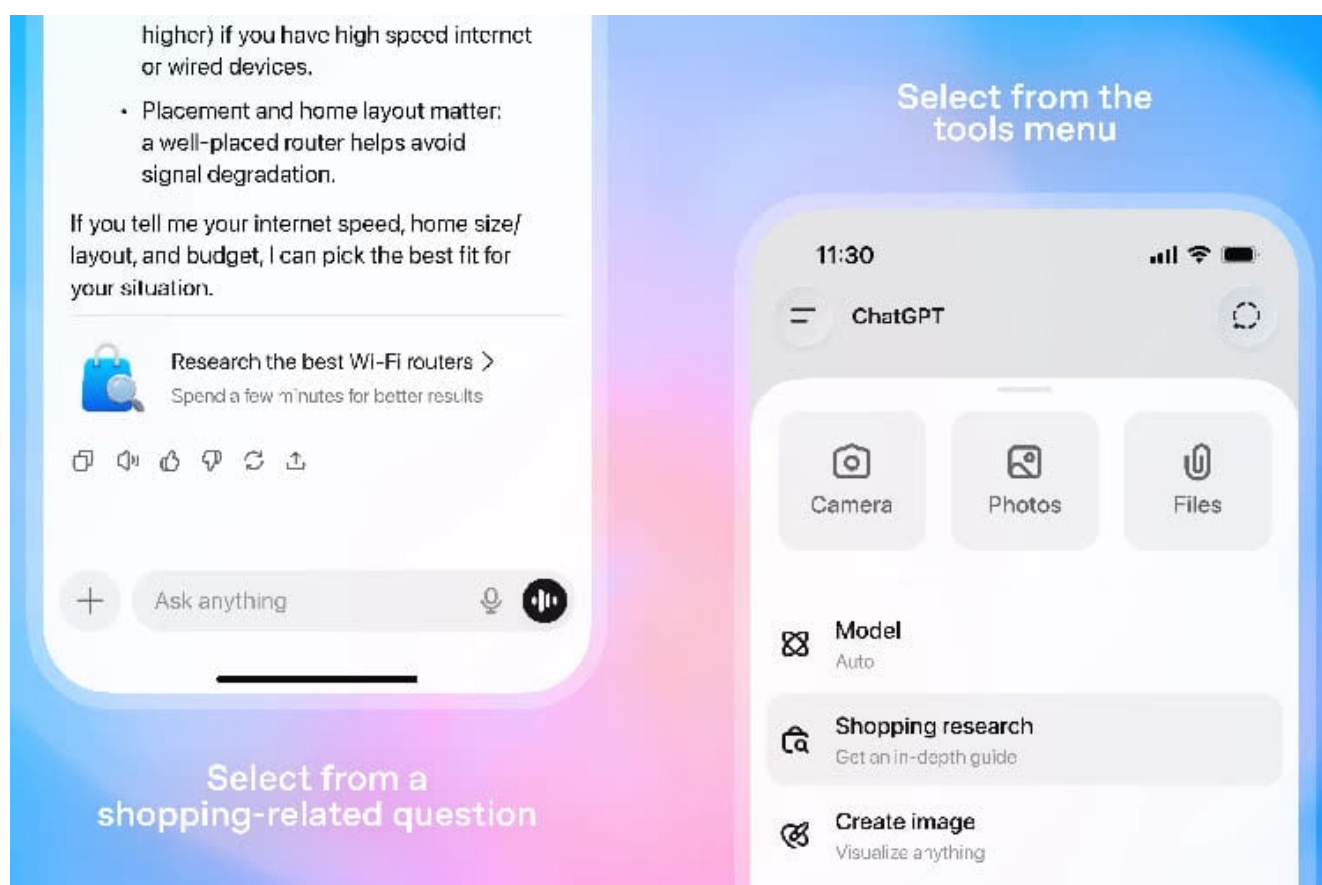 higher) if you have high speed internet
or wired devices.
• Placement and home layout matter:
a well-placed router helps avoid
signal degradation.
If you tell me your internet speed, home size/
layout, and budget, I can pick the best fit for
your situation.
Research the best Wi-Fi routers >
Spend a few minutes for better results
Ask anything
Select from a
shopping-related question
Select from the
tools menu
11:30
ChatGPT
Camera
Photos
Files
Model
Auto
Shopping research
Get an in-depth guide
Create image
Visualize anything